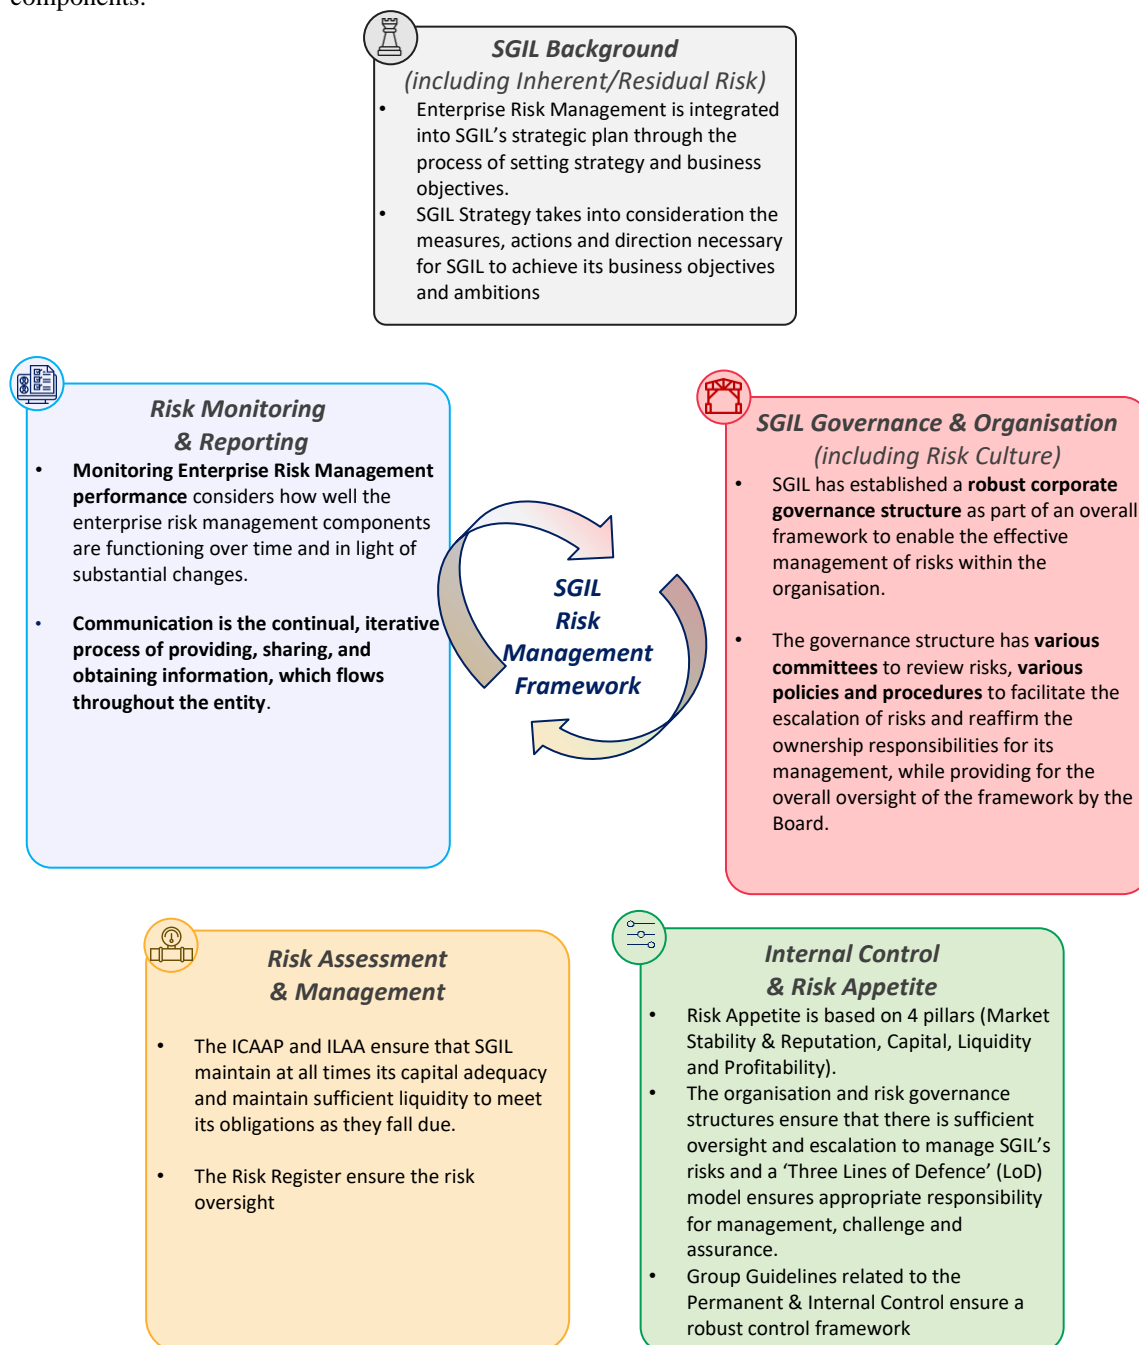 components:
SGIL Background
(including Inherent/Residual Risk)
• Enterprise Risk Management is integrated
into SGIL’s strategic plan through the
process of setting strategy and business
objectives.
• SGIL Strategy takes into consideration the
measures, actions and direction necessary
for SGIL to achieve its business objectives
and ambitions
Risk Monitoring
& Reporting
• Monitoring Enterprise Risk Management
performance considers how well the
enterprise risk management components
are functioning over time and in light of
substantial changes.
• Communication is the continual, iterative
process of providing, sharing, and
obtaining information, which flows
throughout the entity.
SGIL
Risk
Management
Framework
SGIL Governance & Organisation
(including Risk Culture)
• SGIL has established a robust corporate
governance structure as part of an overall
framework to enable the effective
management of risks within the
organisation.
• The governance structure has various
committees to review risks, various
policies and procedures to facilitate the
escalation of risks and reaffirm the
ownership responsibilities for its
management, while providing for the
overall oversight of the framework by the
Board.
Risk Assessment
& Management
• The ICAAP and ILAA ensure that SGIL
maintain at all times its capital adequacy
and maintain sufficient liquidity to meet
its obligations as they fall due.
• The Risk Register ensure the risk
oversight
Internal Control
& Risk Appetite
• Risk Appetite is based on 4 pillars (Market
Stability & Reputation, Capital, Liquidity
and Profitability).
• The organisation and risk governance
structures ensure that there is sufficient
oversight and escalation to manage SGIL’s
risks and a ‘Three Lines of Defence’ (LoD)
model ensures appropriate responsibility
for management, challenge and
assurance.
• Group Guidelines related to the
Permanent & Internal Control ensure a
robust control framework